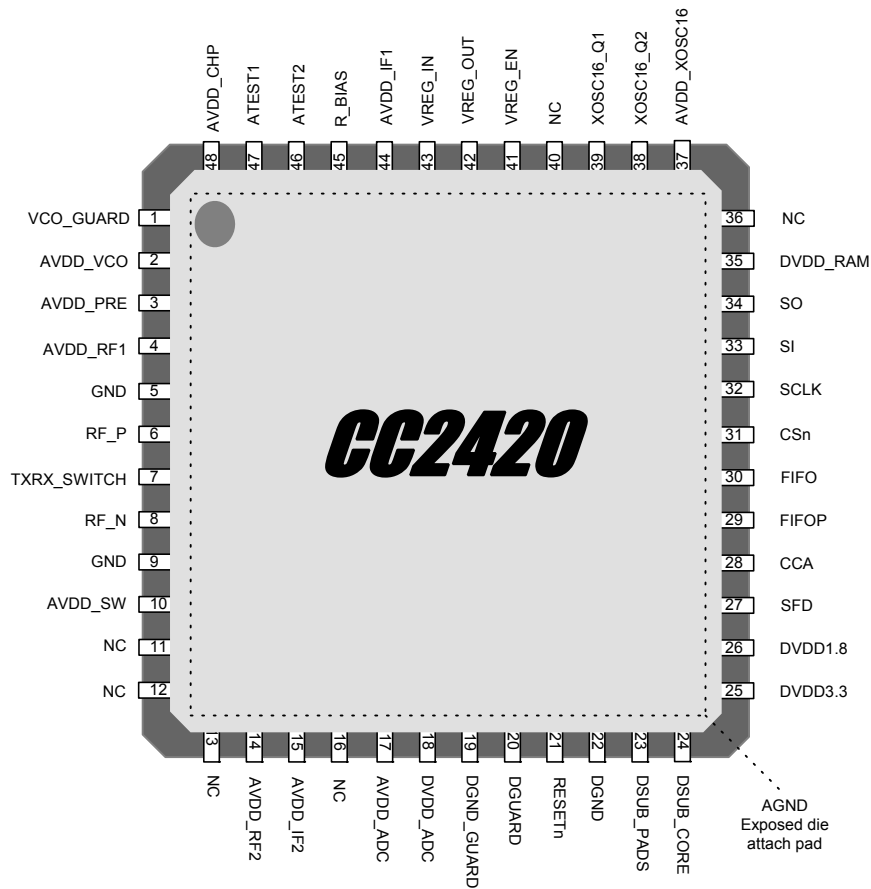 AVDD_CHP
ATEST1
ATEST2
R_BIAS
AVDD_IF1
VREG_IN
VREG_OUT
VREG_EN
NC
XOSC16_Q1
XOSC16_Q2
AVDD_XOSC16
48
47
46
45
44
43
42
41
40
39
38
37
VCO_GUARD 1
AVDD_VCO 2
AVDD_PRE 3
AVDD_RF1 4
GND 5
RF_P 6
TXRX_SWITCH 7
RF_N 8
GND 9
AVDD_SW 10
NC 11
NC 12
CC2420
36 NC
35 DVDD_RAM
34 SO
33 SI
32 SCLK
31 CSn
30 FIFO
29 FIFOP
28 CCA
27 SFD
26 DVDD1.8
25 DVDD3.3
13
14
15
16
17
18
19
20
21
22
23
24
NC
AVDD_RF2
AVDD_IF2
NC
AVDD_ADC
DVDD_ADC
DGND_GUARD
DGUARD
RESETn
DGND
DSUB_PADS
DSUB_CORE
AGND
Exposed die
attach pad